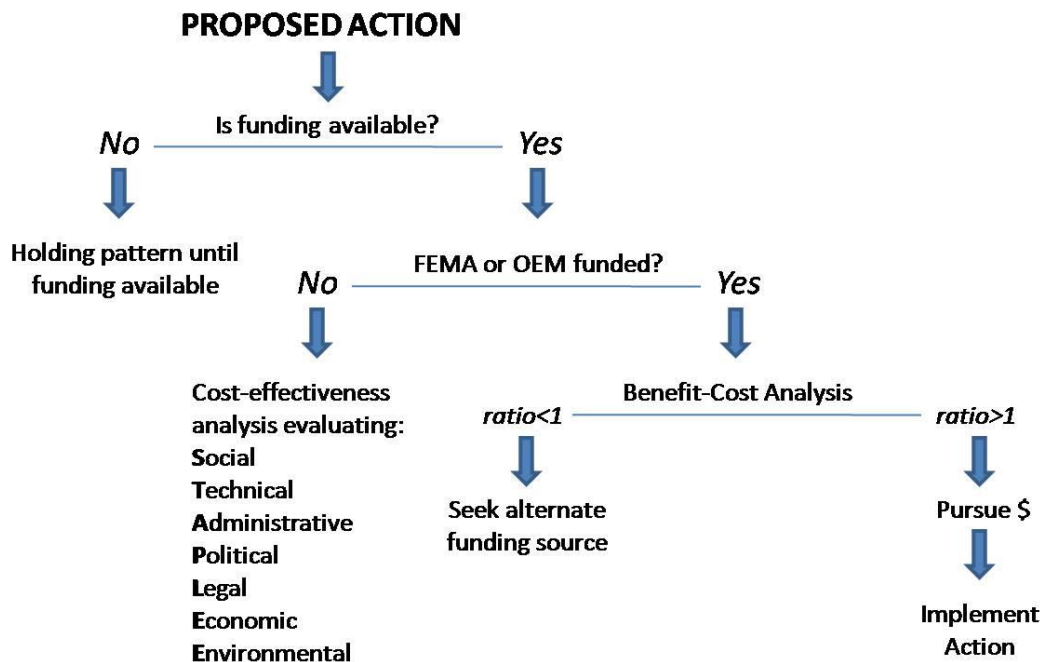 PROPOSED ACTION
Is funding available?
No
Yes
Holding pattern until
funding available
FEMA or OEM funded?
No
Yes
Cost-effectiveness
analysis evaluating:
Social
Technical
Administrative
Political
Legal
Economic
Environmental
Benefit-Cost Analysis
ratio<1
ratio>1
Seek alternate
funding source
Pursue $
Implement
Action